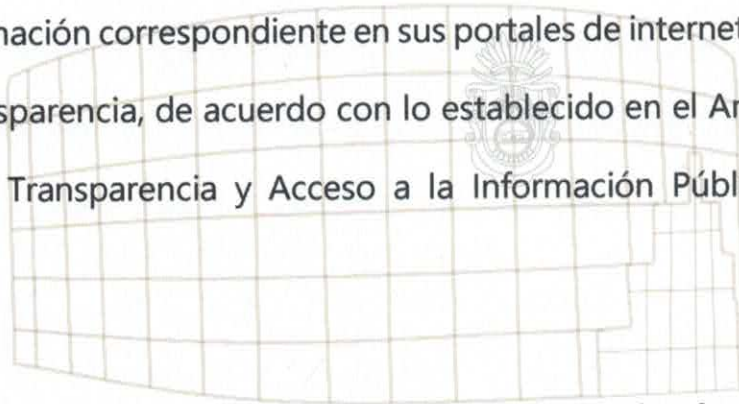 mación correspondiente en sus portales de internet
sparencia, de acuerdo con lo establecido en el Ar
Transparencia y Acceso a la Información Públ